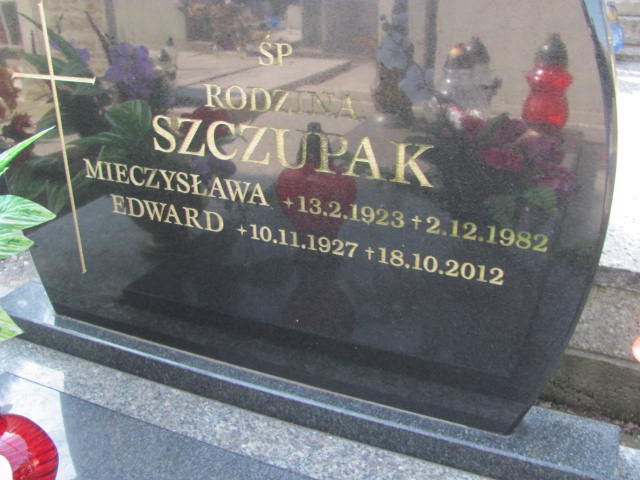 ŚP
RODZINA
SZCZUPAK
MIECZYSŁAWA +13.2.1923 †2.12.1982
EDWARD +10.11.1927 †18.10.2012